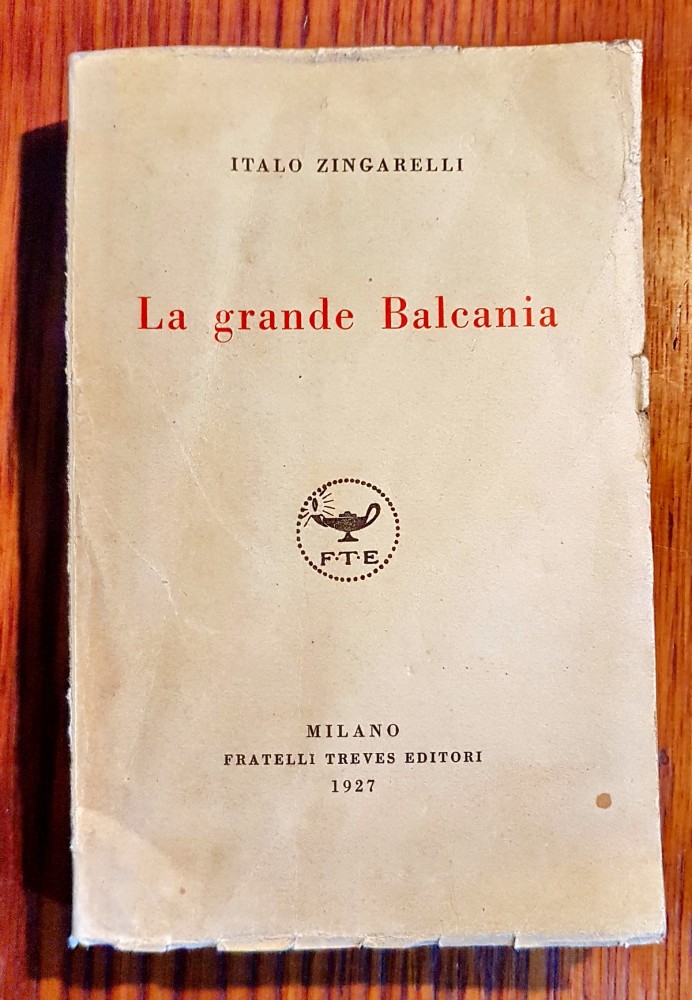 ITALO ZINGARELLI
La grande Balcania
F·T·E
MILANO
FRATELLI TREVES EDITORI
1927